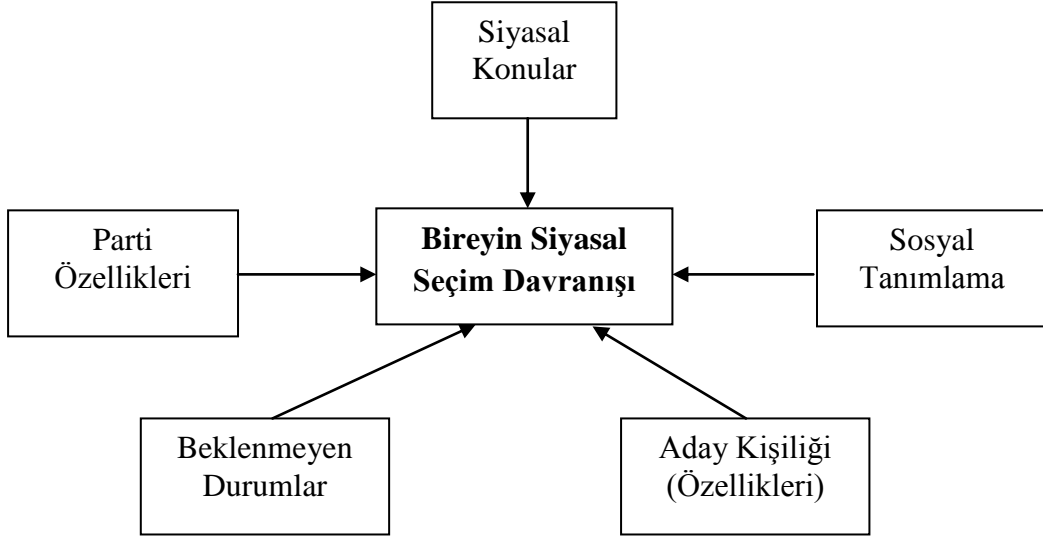 Siyasal
Konular
Parti
Özellikleri
Bireyin Siyasal
Seçim Davranışı
Sosyal
Tanımlama
Beklenmeyen
Durumlar
Aday Kişiliği
(Özellikleri)